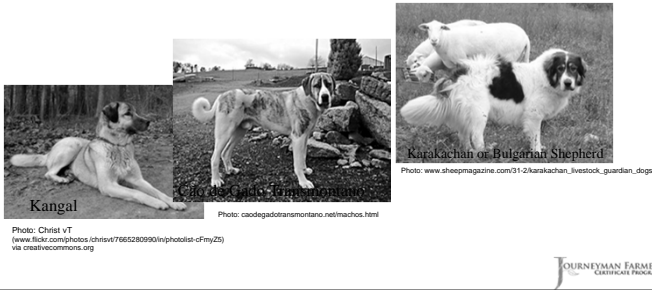 Kangal
Photo: Christ vT
(www.flickr.com/photos/chrisvt/7665280990/in/photolist-cFmyZ5)
via creativecommons.org
Cão de Gado Transmontano
Photo: caodegadotransmontano.net/machos.html
Karakachan or Bulgarian Shepherd
Photo: www.sheepmagazine.com/31-2/karakachan_livestock_guardian_dogs
JOURNEYMAN FARME
CERTIFICATE PROGR